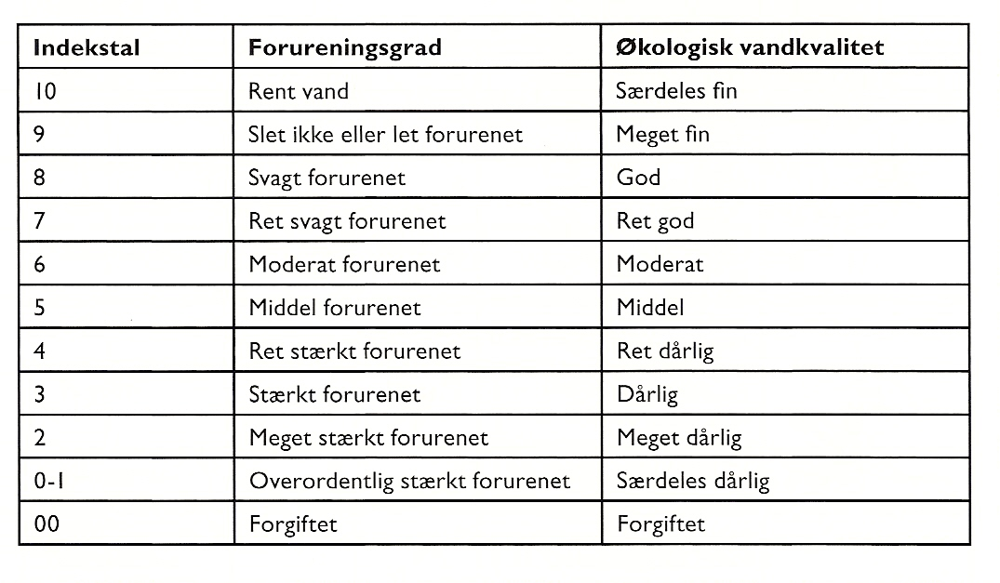 Indekstal Forureningsgrad Økologisk vandkvalitet
10 Rent vand Særdeles fin
9 Slet ikke eller let forurenet Meget fin
8 Svagt forurenet God
7 Ret svagt forurenet Ret god
6 Moderat forurenet Moderat
5 Middel forurenet Middel
4 Ret stærkt forurenet Ret dårlig
3 Stærkt forurenet Dårlig
2 Meget stærkt forurenet Meget dårlig
0-1 Overordentlig stærkt forurenet Særdeles dårlig
00 Forgiftet Forgiftet